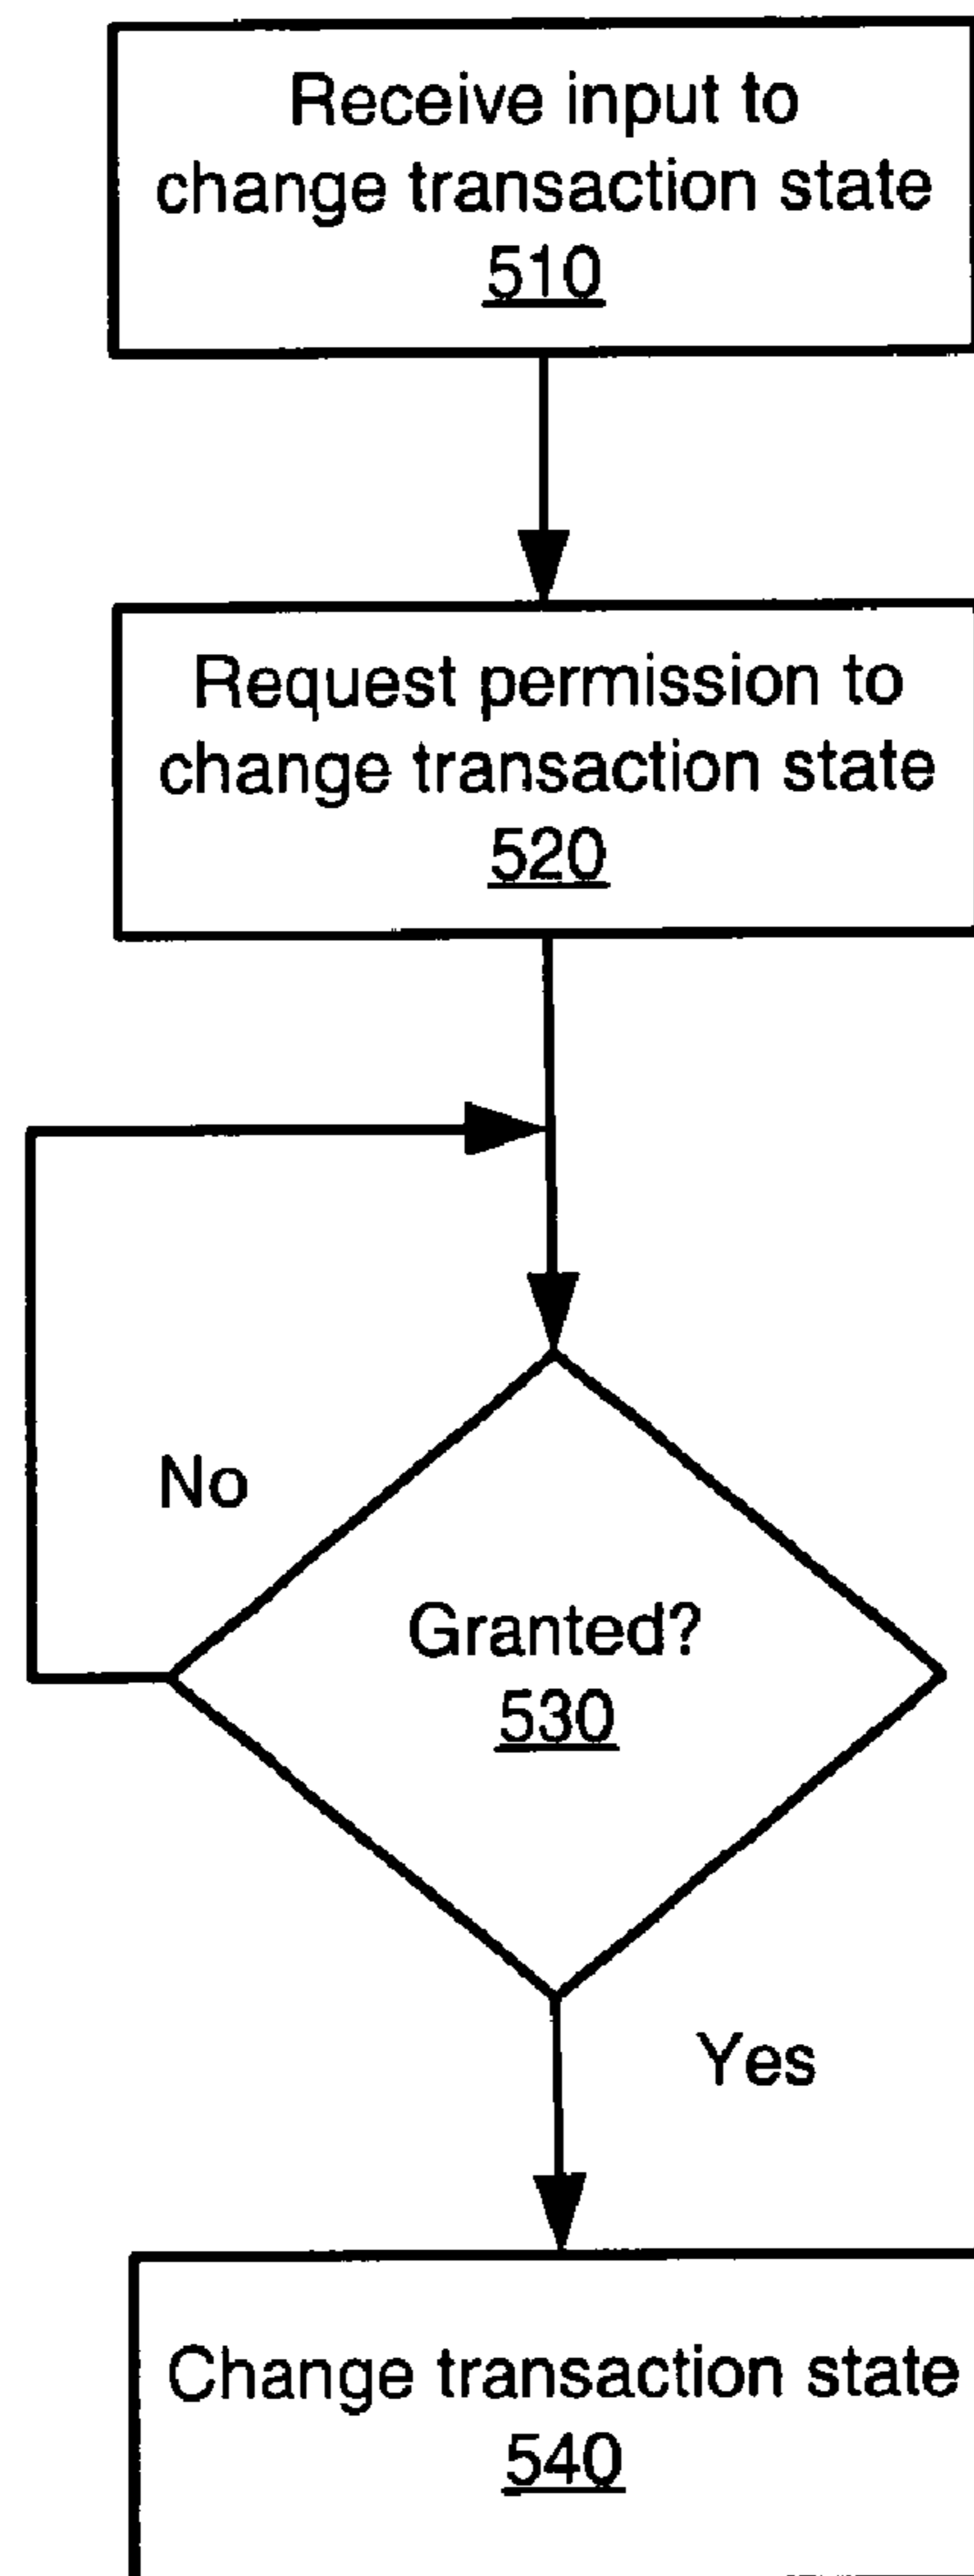 Receive input to
change transaction state
510
Request permission to
change transaction state
520
No
Granted?
530
Yes
Change transaction state
540